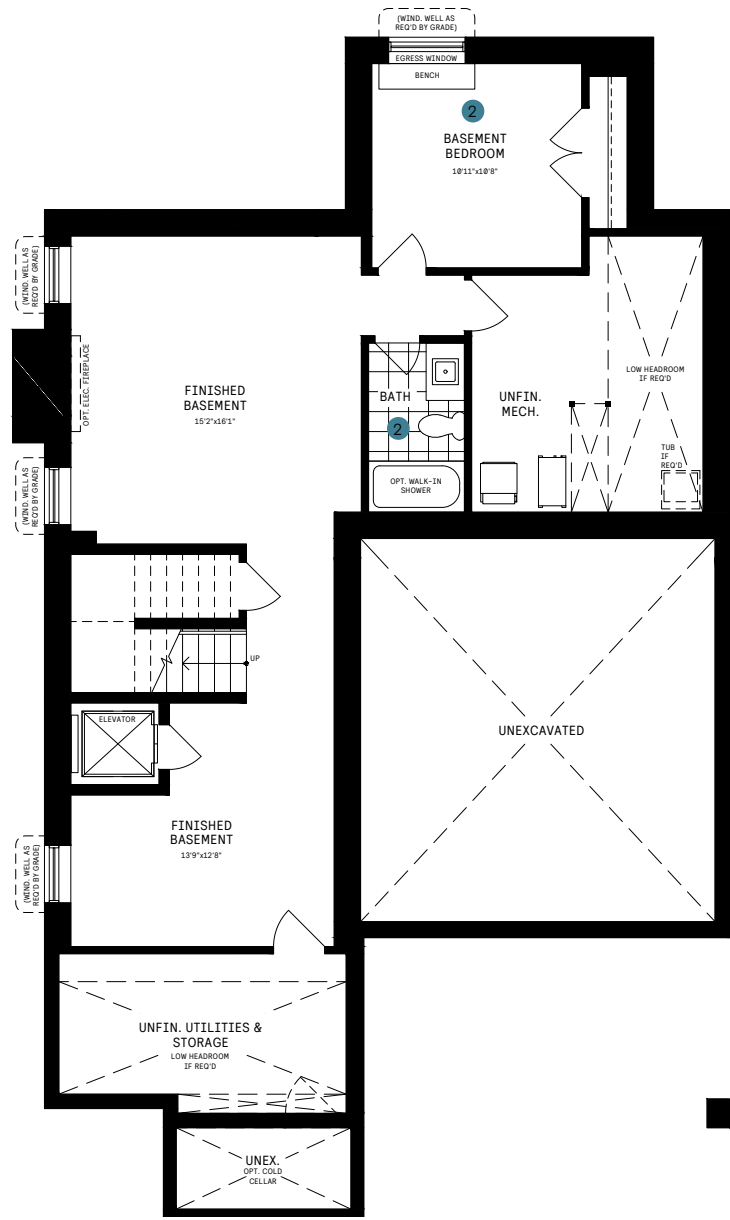 (WIND. WELL AS
REQ'D BY GRADE)
EGRESS WINDOW
BENCH
2
BASEMENT
BEDROOM
10'11"x10'8"
(WIND. WELL AS
REQ'D BY GRADE)
OPT. ELEC. FIREPLACE
FINISHED
BASEMENT
15'2"x16'1"
(WIND. WELL AS
REQ'D BY GRADE)
BATH
2
OPT. WALK-IN
SHOWER
UNFIN.
MECH.
LOW HEADROOM
IF REQ'D
TUB
IF
REQ'D
UP
ELEVATOR
UNEXCAVATED
FINISHED
BASEMENT
13'9"x12'8"
(WIND. WELL AS
REQ'D BY GRADE)
UNFIN. UTILITIES &
STORAGE
LOW HEADROOM
IF REQ'D
UNEX.
OPT. COLD
CELLAR